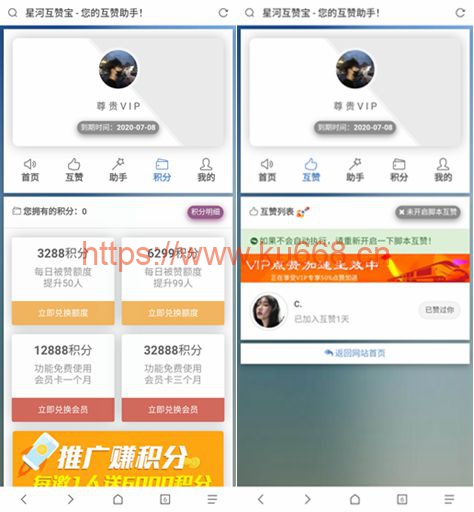 星河互赞宝 - 您的互赞助手!
尊贵VIP
到期时间：2020-07-08
首页
互赞
助手
积分
我的
您拥有的积分：0
积分明细
3288积分
每日被赞额度
提升50人
立即兑换额度
6299积分
每日被赞额度
提升99人
立即兑换额度
12888积分
功能免费使用
会员卡一个月
立即兑换会员
32888积分
功能免费使用
会员卡三个月
立即兑换会员
推广赚积分
每邀1人送6000积分
6
星河互赞宝 - 您的互赞助手!
尊贵VIP
到期时间：2020-07-08
首页
互赞
助手
积分
我的
互赞列表
未开启脚本互赞
如果不会自动执行，请重新开启一下脚本互赞!
VIP点赞加速生效中
正在享受VIP专享50%点赞加速
C.
已加入互赞1天
已赞过你
返回网站首页
6
https://www.ku668.cn